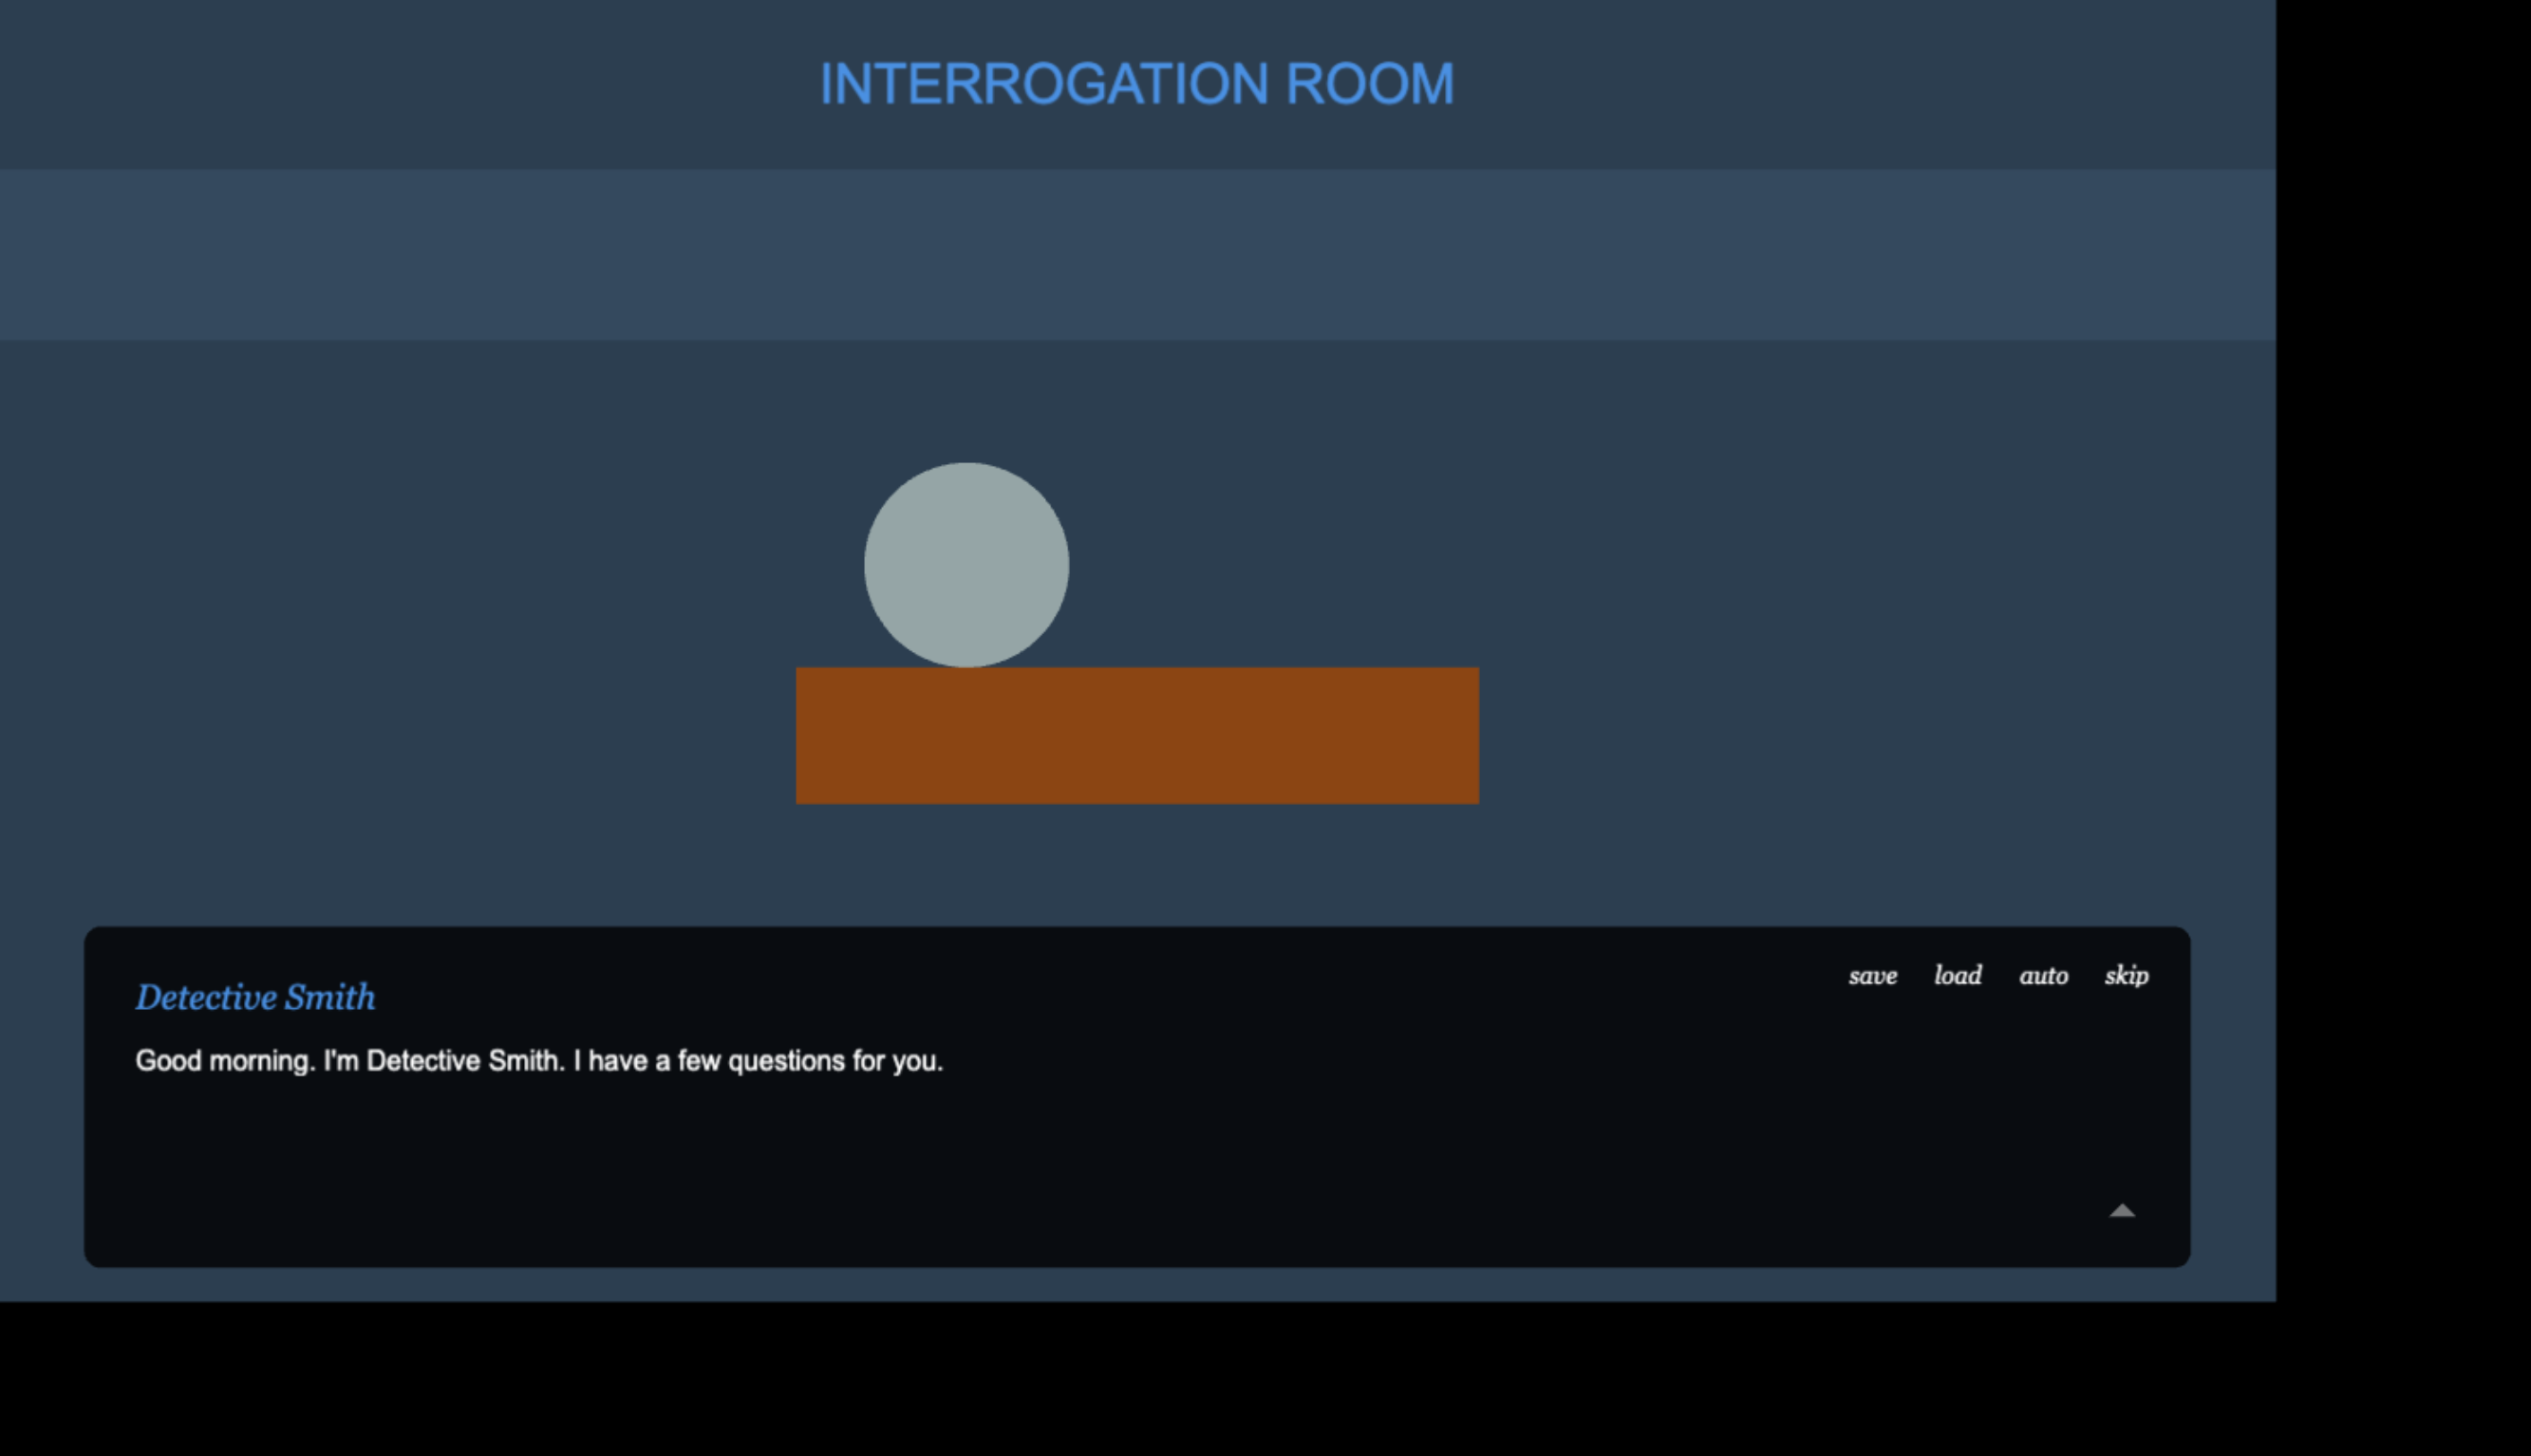 INTERROGATION ROOM
save load auto skip
Detective Smith
Good morning. I'm Detective Smith. I have a few questions for you.